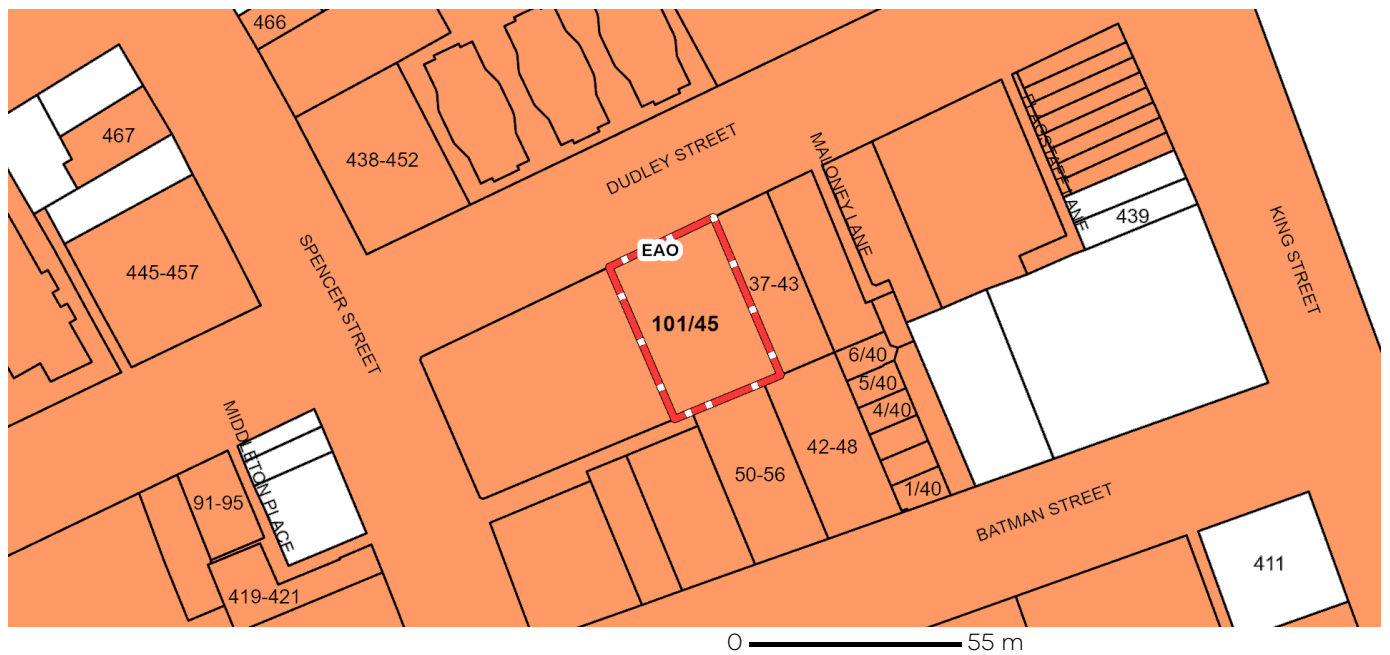 466
467
438-452
DUDLEY STREET
MALONEY LANE
FLAGSTAFF LANE
439
KING STREET
SPENCER STREET
445-457
EAO
37-43
101/45
6/40
5/40
4/40
42-48
50-56
1/40
BATMAN STREET
MIDDLETON PLACE
91-95
419-421
411
0 55 m